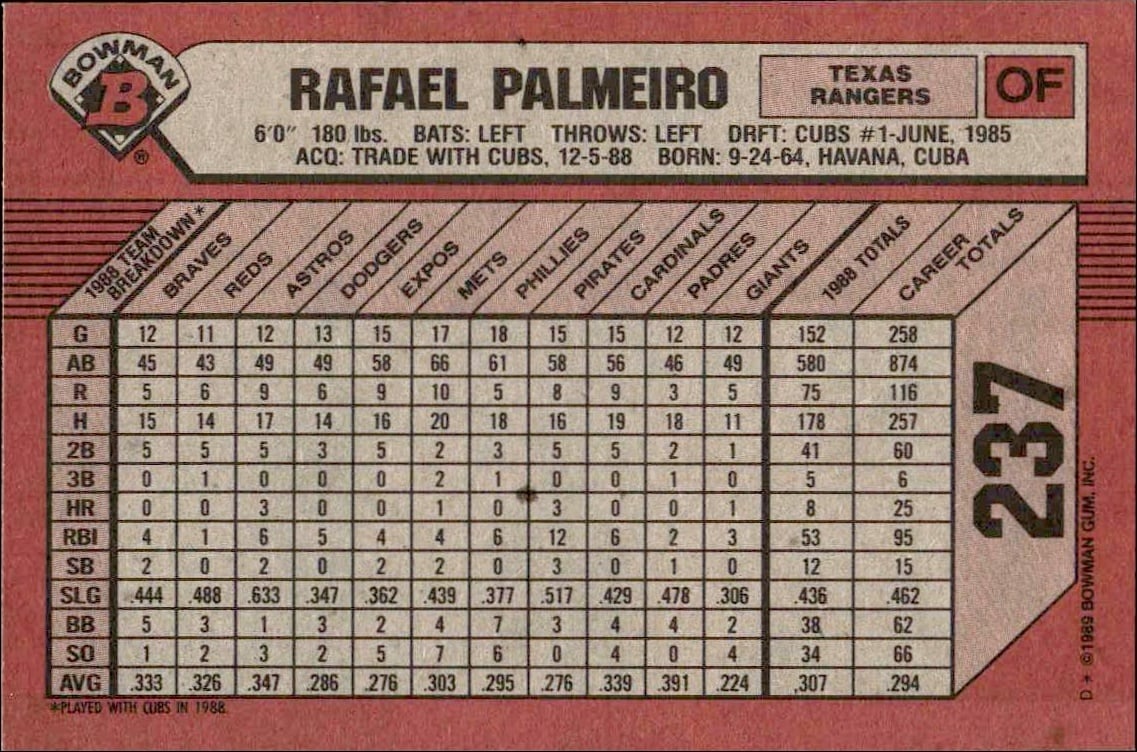 BOWMAN
B
®
RAFAEL PALMEIRO
TEXAS
RANGERS
OF
6'0" 180 lbs. BATS: LEFT THROWS: LEFT DRFT: CUBS #1-JUNE, 1985
ACQ: TRADE WITH CUBS, 12-5-88 BORN: 9-24-64, HAVANA, CUBA
1988 TEAM BREAKDOWN* BRAVES REDS ASTROS DODGERS EXPOS METS PHILLIES PIRATES CARDINALS PADRES GIANTS 1988 TOTALS CAREER TOTALS
G 12 11 12 13 15 17 18 15 15 12 12 152 258
AB 45 43 49 49 58 66 61 58 56 46 49 580 874
R 5 6 9 6 9 10 5 8 9 3 5 75 116
H 15 14 17 14 16 20 18 16 19 18 11 178 257
2B 5 5 5 3 5 2 3 5 5 2 1 41 60
3B 0 1 0 0 0 2 1 0 0 1 0 5 6
HR 0 0 3 0 0 1 0 3 0 0 1 8 25
RBI 4 1 6 5 4 4 6 12 6 2 3 53 95
SB 2 0 2 0 2 2 0 3 0 1 0 12 15
SLG .444 .488 .633 .347 .362 .439 .377 .517 .429 .478 .306 .436 .462
BB 5 3 1 3 2 4 7 3 4 4 2 38 62
SO 1 2 3 2 5 7 6 0 4 0 4 34 66
AVG .333 .326 .347 .286 .276 .303 .295 .276 .339 .391 .224 .307 .294
*PLAYED WITH CUBS IN 1988.
237
D * ©1989 BOWMAN GUM, INC.